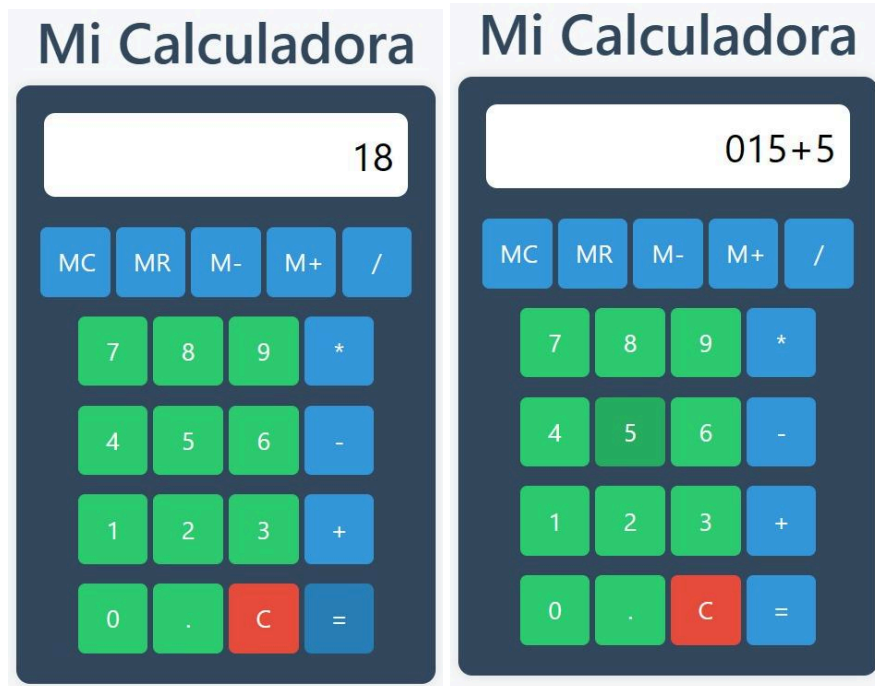 Mi Calculadora
18
MC MR M- M+ /
7 8 9 *
4 5 6 -
1 2 3 +
0 . C =
Mi Calculadora
015+5
MC MR M- M+ /
7 8 9 *
4 5 6 -
1 2 3 +
0 . C =